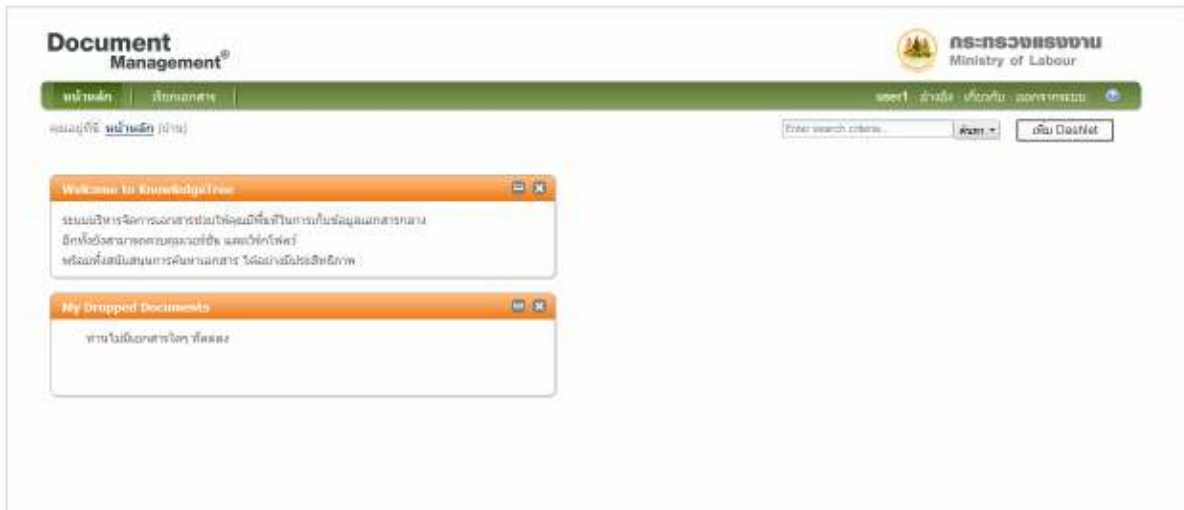 Document
Management®
กระทรวงแรงงาน
Ministry of Labour
หน้าหลัก
เรียกเอกสาร
user1 อ้างอิง เกี่ยวกับ ออกจากระบบ
คุณอยู่ที่: หน้าหลัก (บ้าน)
Enter search criteria...
ค้นหา
เพิ่ม Dashlet
Welcome to KnowledgeTree
ระบบบริหารจัดการเอกสารช่วยให้คุณมีพื้นที่ในการเก็บข้อมูลเอกสารกลาง
อีกทั้งยังสามารถควบคุมเวอร์ชั่น และเวิร์กโฟลว์
พร้อมทั้งสนับสนุนการค้นหาเอกสาร ได้อย่างมีประสิทธิภาพ
My Dropped Documents
ท่านไม่มีเอกสารใดๆ ที่ลดลง